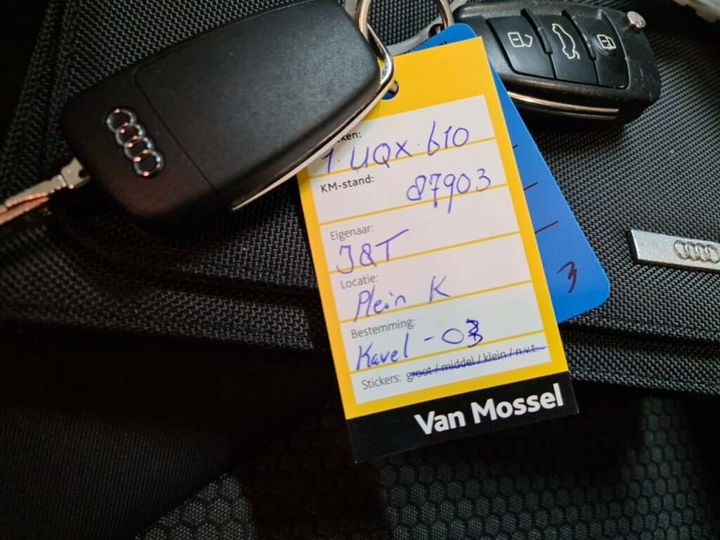 1.UQX.610
KM-stand: 87903
Eigenaar:
J&T
Locatie:
Plein K
Bestemming:
Kavel - 03
Stickers: groot / middel / klein / n.v.t.
Van Mossel
3